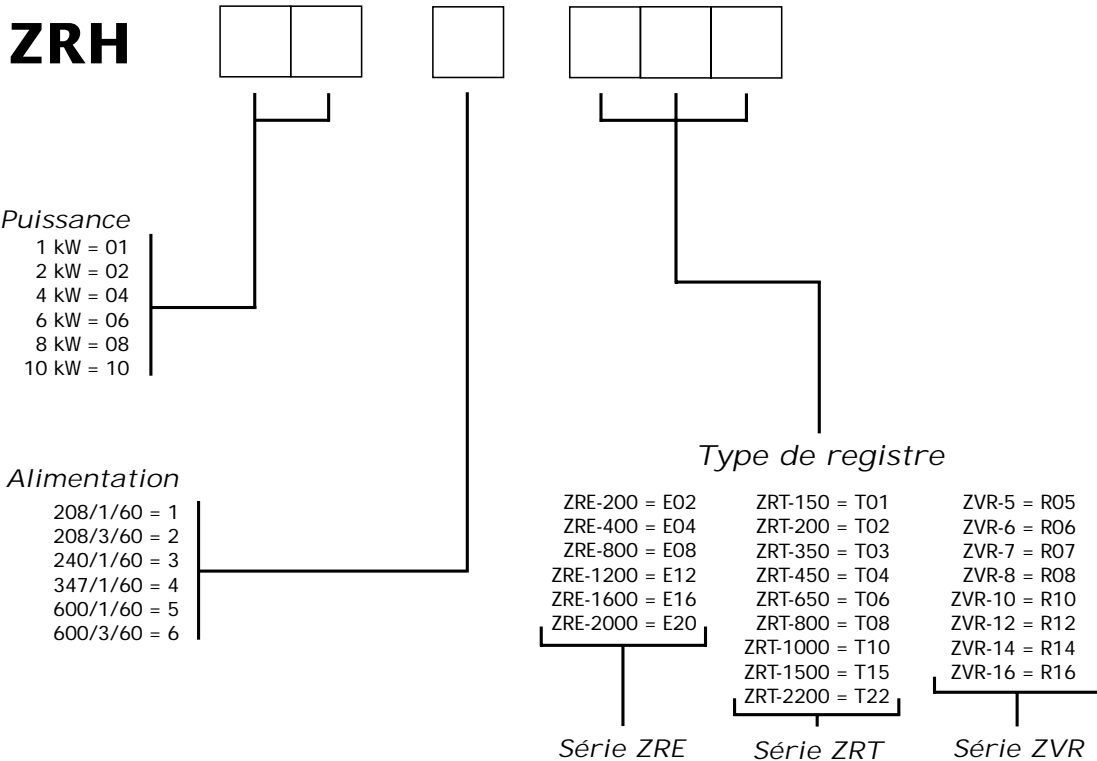 ZRH
Puissance
1 kW = 01
2 kW = 02
4 kW = 04
6 kW = 06
8 kW = 08
10 kW = 10
Alimentation
208/1/60 = 1
208/3/60 = 2
240/1/60 = 3
347/1/60 = 4
600/1/60 = 5
600/3/60 = 6
Type de registre
ZRE-200 = E02
ZRE-400 = E04
ZRE-800 = E08
ZRE-1200 = E12
ZRE-1600 = E16
ZRE-2000 = E20
Série ZRE
ZRT-150 = T01
ZRT-200 = T02
ZRT-350 = T03
ZRT-450 = T04
ZRT-650 = T06
ZRT-800 = T08
ZRT-1000 = T10
ZRT-1500 = T15
ZRT-2200 = T22
Série ZRT
ZVR-5 = R05
ZVR-6 = R06
ZVR-7 = R07
ZVR-8 = R08
ZVR-10 = R10
ZVR-12 = R12
ZVR-14 = R14
ZVR-16 = R16
Série ZVR